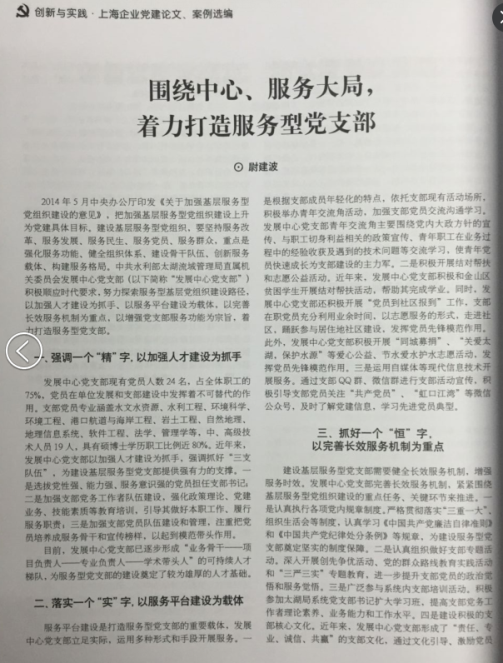 创新与实践·上海企业党建论文、案例选编
围绕中心、服务大局，
着力打造服务型党支部
⊙ 尉建波
2014年5月中央办公厅印发《关于加强基层服务型
党组织建设的意见》，把加强基层服务型党组织建设上升
为党建具体目标。建设基层服务型党组织，要坚持服务改
革、服务发展、服务民生、服务党员、服务群众，重点是
强化服务功能、健全组织体系、建设骨干队伍、创新服务
载体、构建服务格局。中共水利部太湖流域管理局直属机
关委员会发展中心党支部（以下简称“发展中心党支部”）
积极顺应时代要求，努力探索服务型基层党组织建设路径，
以加强人才建设为抓手、以服务平台建设为载体、以完善
长效服务机制为重点，以增强党支部服务功能为宗旨，着
力打造服务型党支部。
一、强调一个“精”字，以加强人才建设为抓手
发展中心党支部现有党员人数24名，占全体职工的
75%，党员在单位发展和支部建设中发挥着不可替代的作
用。支部党员专业涵盖水文水资源、水利工程、环境科学、
环境工程、港口航道与海岸工程、岩土工程、自然地理、
地理信息系统、软件工程、法学、管理学等，中、高级技
术人员19人，具有硕博士学历职工比例近80%。近年来，
发展中心党支部以加强人才建设为抓手，强调抓好“三支
队伍”，为建设基层服务型党支部提供强有力的支撑。一
是选拔党性强、能力强、服务意识强的党员担任支部书记；
二是加强支部党务工作者队伍建设，强化政策理论、党建
业务、技能素质等教育培训，引导其做好本职工作、履行
服务职责；三是加强支部党员队伍建设和管理，注重把党
员培养成服务骨干和宣传榜样，以起到模范带头作用。
目前，发展中心党支部已逐步形成“业务骨干——项
目负责人——专业负责人——学术带头人”的可持续人才
梯队，为服务型党支部的建设奠定了较为雄厚的人才基础。
二、落实一个“实”字，以服务平台建设为载体
服务平台是打造服务型党支部的重要载体，发展
中心党支部立足实际，运用多种形式和手段开展服务。一
是根据支部成员年轻化的特点，依托支部现有活动场所，
积极举办青年交流角活动，加强支部党员交流沟通学习。
发展中心党支部青年交流角主要围绕党内大政方针的宣
传、与职工切身利益相关的政策宣传、青年职工在业务过
程中的经验收获及遇到的技术问题等交流学习，使青年党
员快速成长为支部建设的主力军。二是积极开展结对帮扶
和志愿公益活动。近年来，发展中心党支部积极和金山区
贫困学生开展结对帮扶活动，帮助其完成学业。同时，发
展中心党支部还积极开展“党员到社区报到”工作，支部
在职党员充分利用业余时间，以志愿服务的形式，走进社
区，踊跃参与居住地社区建设，发挥党员先锋模范作用。
此外，发展中心党支部积极开展“同城募捐”、“关爱太
湖，保护水源”等爱心公益、节水爱水护水志愿活动，发
挥党员先锋模范作用。三是运用自媒体等现代信息技术开
展服务。通过支部QQ群、微信群进行支部活动宣传，积
极引导支部党员关注“共产党员”、“虹口江湾”等微信
公众号，及时了解党建信息，学习先进党员典型。
三、抓好一个“恒”字，
以完善长效服务机制为重点
建设基层服务型党支部需要健全长效服务机制，增强
服务时效。发展中心党支部完善长效服务机制，紧紧围绕
基层服务型党组织建设的重点任务、关键环节来推进。一
是认真执行各项党内规章制度，严格贯彻落实“三重一大”、
组织生活会等制度，认真学习《中国共产党廉洁自律准则》
和《中国共产党纪律处分条例》等规章，为建设服务型党
支部奠定坚实的制度保障。二是认真组织做好支部专题活
动，深入开展创先争优活动、党的群众路线教育实践活动
和“三严三实”专题教育，进一步提升支部党员的政治觉
悟和服务觉悟。三是广泛参与系统内支部培训活动。积极
参加太湖局系统党支部书记扩大学习班，提高支部党务工
作者理论素养、业务能力和工作水平。四是建设积极的支
部核心文化。近年来，发展中心党支部形成了“责任、专
业、诚信、共赢”的支部文化，通过文化引导、激励党员